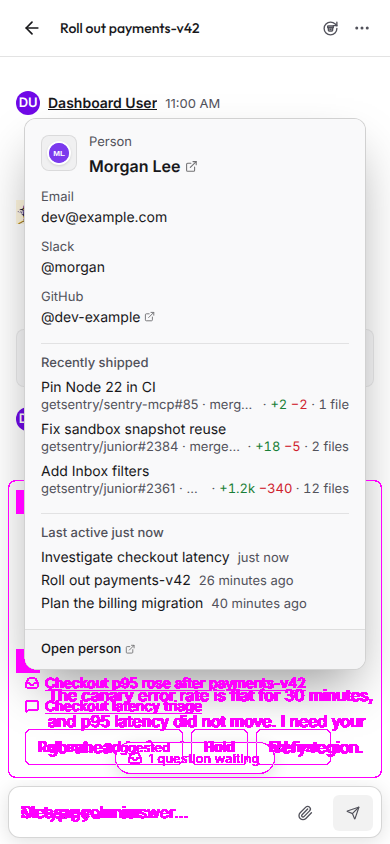 Roll out payments-v42
DU Dashboard User 11:00 AM
ML
Person
Morgan Lee
Email
dev@example.com
Slack
@morgan
GitHub
@dev-example
Recently shipped
Pin Node 22 in CI
getsentry/sentry-mcp#85 · merg... · +2 −2 · 1 file
Fix sandbox snapshot reuse
getsentry/junior#2384 · merge... · +18 −5 · 2 files
Add Inbox filters
getsentry/junior#2361 · ... · +1.2k −340 · 12 files
Last active just now
Investigate checkout latency just now
Roll out payments-v42 26 minutes ago
Plan the billing migration 40 minutes ago
Open person
Checkout p95 rose after payments-v42
The canary error rate is flat for 30 minutes,
Checkout latency triage
and p95 latency did not move. I need your
Hold
1 question waiting